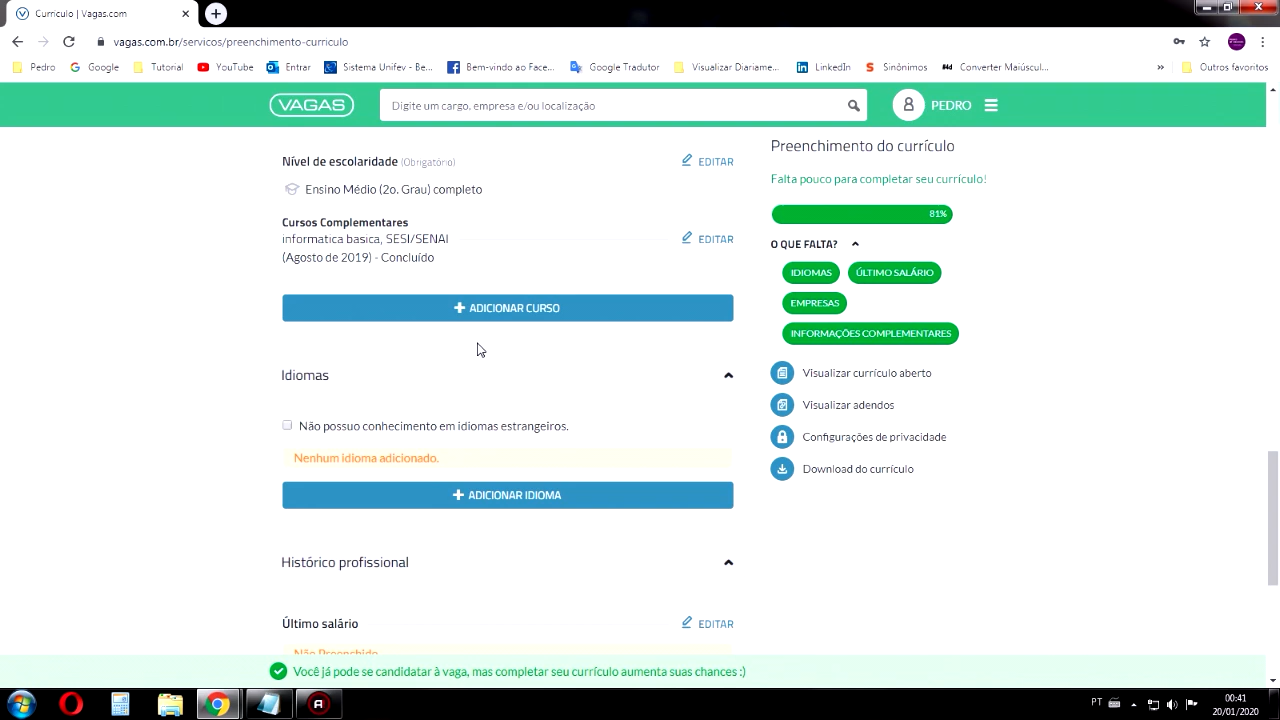 Curriculo | Vagas.com
vagas.com.br/servicos/preenchimento-curriculo
Pedro Google Tutorial YouTube Entrar Sistema Unifev - Be... Bem-vindo ao Face... Google Tradutor Visualizar Diariame... LinkedIn Sinônimos Converter Maiúscul... » Outros favoritos
VAGAS Digite um cargo, empresa e/ou localização PEDRO
Nível de escolaridade (Obrigatório) EDITAR
Ensino Médio (2o. Grau) completo
Cursos Complementares
informatica basica, SESI/SENAI EDITAR
(Agosto de 2019) - Concluído
+ ADICIONAR CURSO
Idiomas
Não possuo conhecimento em idiomas estrangeiros.
Nenhum idioma adicionado.
+ ADICIONAR IDIOMA
Histórico profissional
Último salário EDITAR
Não Preenchido
Preenchimento do currículo
Falta pouco para completar seu currículo!
81%
O QUE FALTA?
IDIOMAS ÚLTIMO SALÁRIO
EMPRESAS
INFORMAÇÕES COMPLEMENTARES
Visualizar currículo aberto
Visualizar adendos
Configurações de privacidade
Download do currículo
Você já pode se candidatar à vaga, mas completar seu currículo aumenta suas chances :)
PT 00:41
20/01/2020